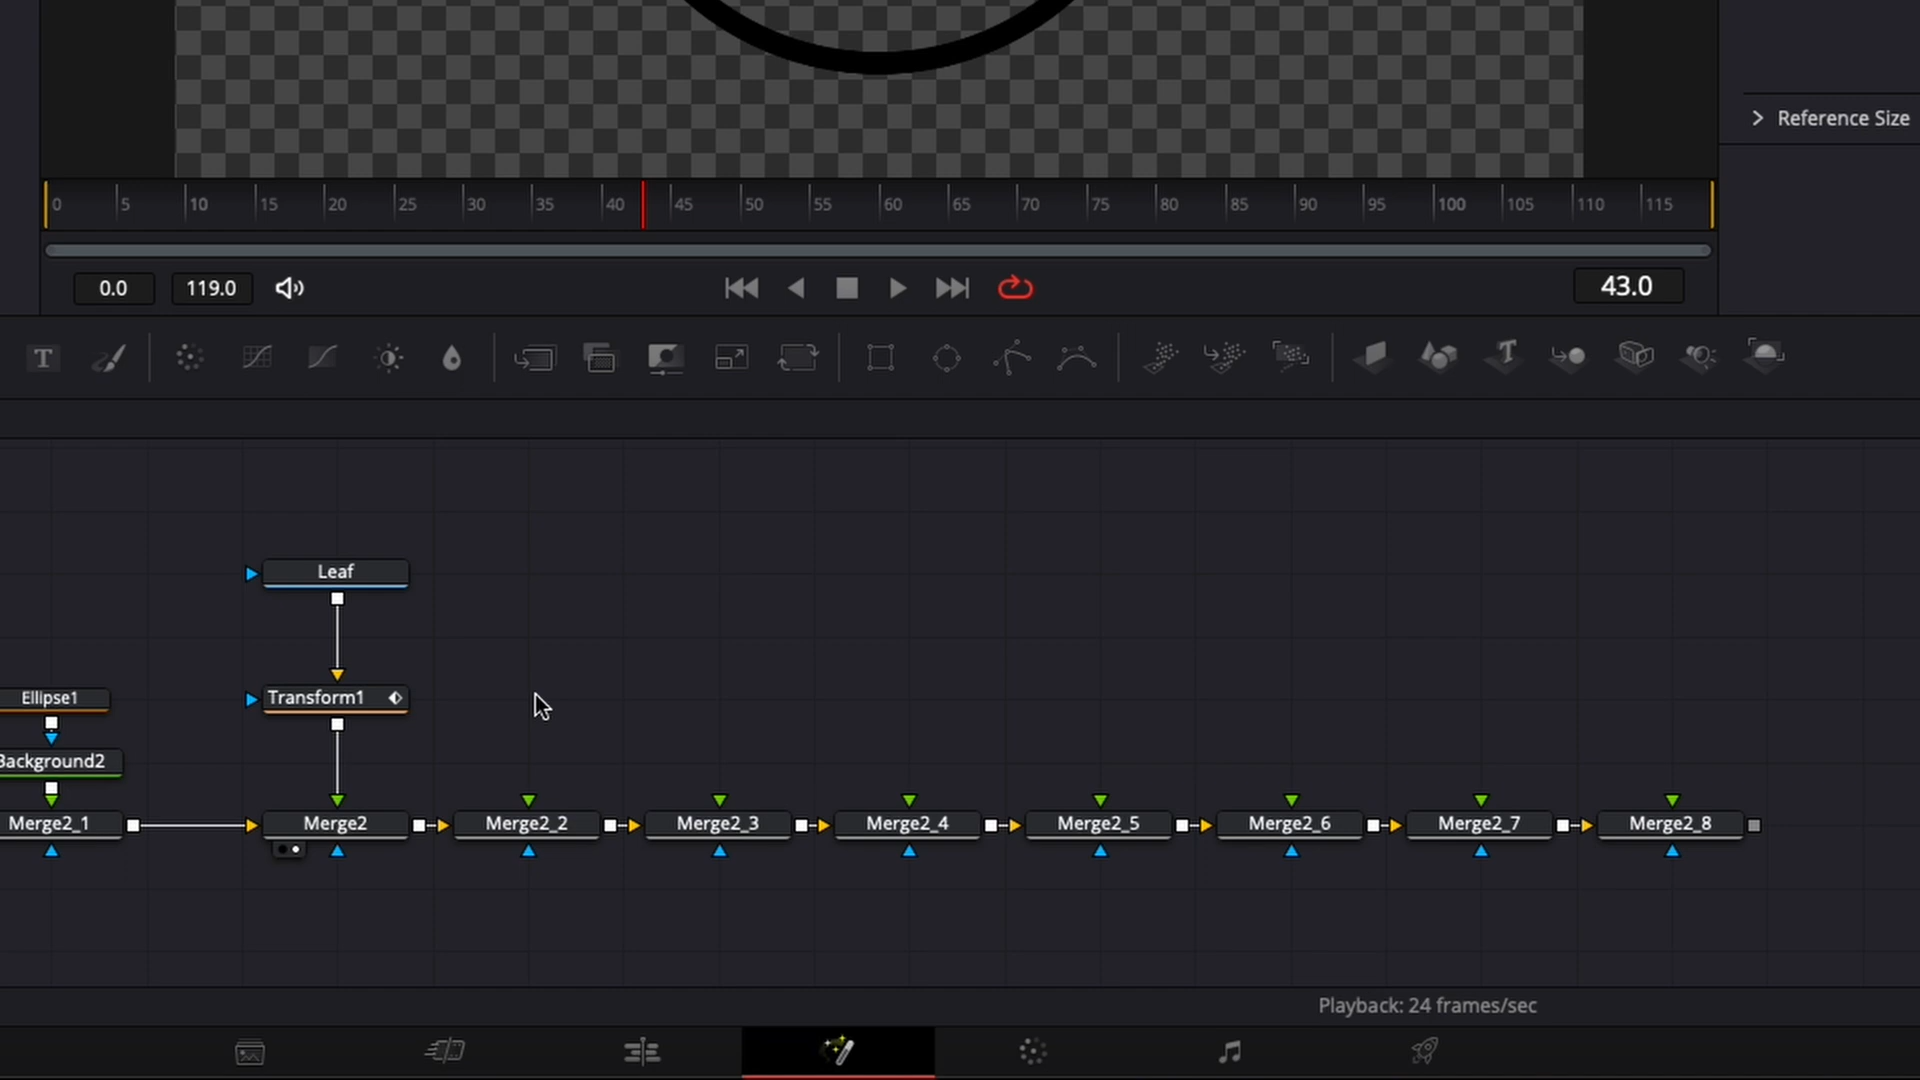 Reference Size
0 5 10 15 20 25 30 35 40 45 50 55 60 65 70 75 80 85 90 95 100 105 110 115
0.0 119.0 43.0
T
Leaf
Ellipse1 Transform1
Background2
Merge2_1 Merge2 Merge2_2 Merge2_3 Merge2_4 Merge2_5 Merge2_6 Merge2_7 Merge2_8
Playback: 24 frames/sec